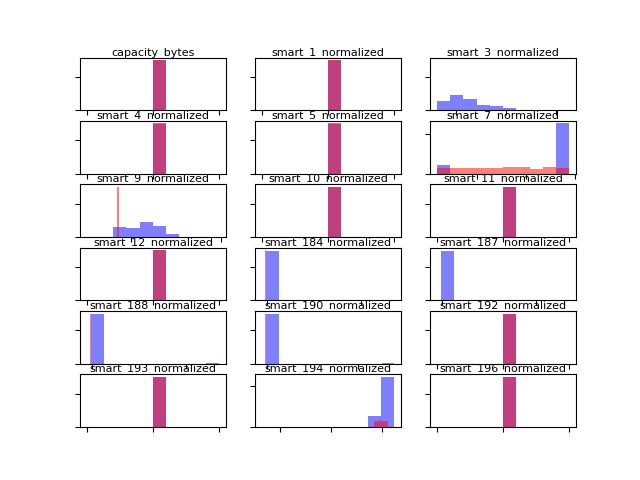 capacity_bytes smart_1_normalized smart_3_normalized
smart_4_normalized smart_5_normalized smart_7_normalized
smart_9_normalized smart_10_normalized smart_11_normalized
smart_12_normalized smart_184_normalized smart_187_normalized
smart_188_normalized smart_190_normalized smart_192_normalized
smart_193_normalized smart_194_normalized smart_196_normalized